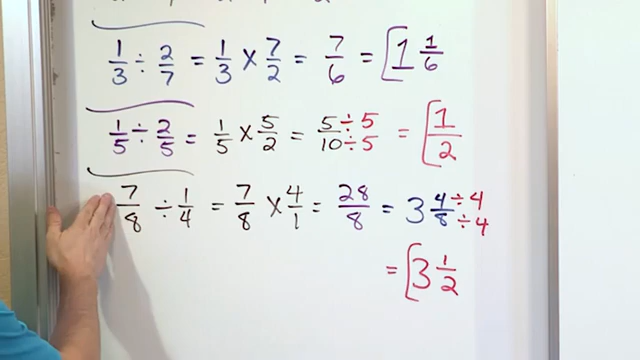 1/3 ÷ 2/7 = 1/3 × 7/2 = 7/6 = [1 1/6
1/5 ÷ 2/5 = 1/5 × 5/2 = 5÷5/10÷5 = [1/2
7/8 ÷ 1/4 = 7/8 × 4/1 = 28/8 = 3 4÷4/8÷4
= [3 1/2